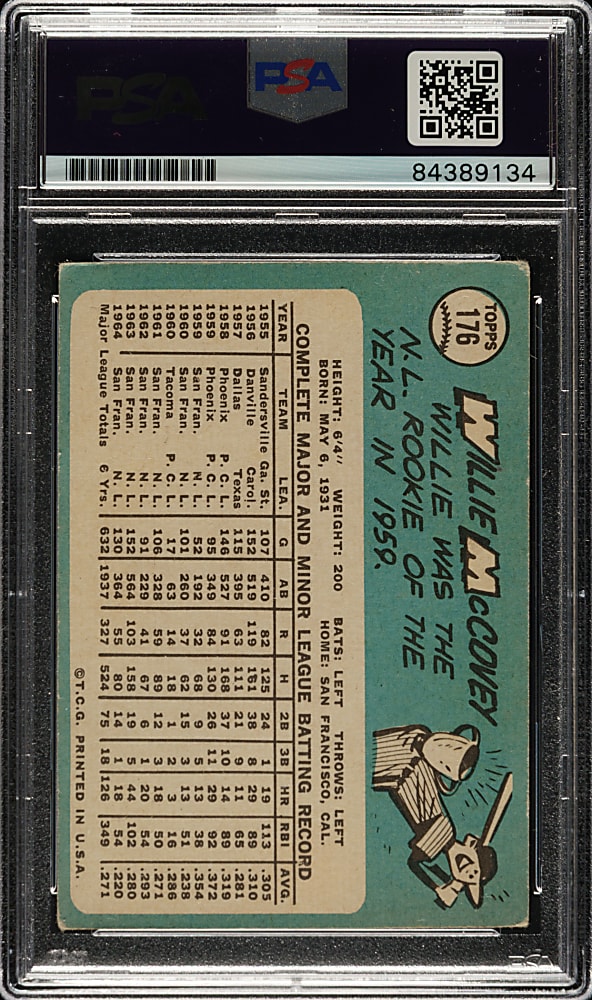 PSA
PSA
84389134
TOPPS
176
WILLIE McCOVEY
WILLIE WAS THE
N.L. ROOKIE OF THE
YEAR IN 1959.
HEIGHT: 6'4" WEIGHT: 200 BATS: LEFT THROWS: LEFT
BORN: MAY 6, 1931 HOME: SAN FRANCISCO, CAL.
COMPLETE MAJOR AND MINOR LEAGUE BATTING RECORD
YEAR TEAM LEA. G AB R H 2B 3B HR RBI AVG.
1955 Sandersville Ga. St. 107 410 82 125 24 1 19 113 .305
1956 Danville Carol. 152 519 119 161 38 8 29 89 .310
1957 Dallas Texas 115 395 63 111 21 9 11 65 .281
1958 Phoenix P. C. L. 146 527 91 168 37 10 14 89 .319
1959 Phoenix P. C. L. 95 349 84 130 26 11 29 92 .372
1959 San Fran. N. L. 52 192 32 68 9 5 13 38 .354
1960 San Fran. N. L. 101 260 37 62 15 3 13 51 .238
1960 Tacoma P. C. L. 17 63 14 18 1 2 3 16 .286
1961 San Fran. N. L. 106 328 59 89 12 3 18 50 .271
1962 San Fran. N. L. 91 229 41 67 6 1 20 54 .293
1963 San Fran. N. L. 152 564 103 158 19 5 44 102 .280
1964 San Fran. N. L. 130 364 55 80 14 1 18 54 .220
Major League Totals 6 Yrs. 632 1937 327 524 75 18 126 349 .271
© T.C.G. PRINTED IN U.S.A.
PSA